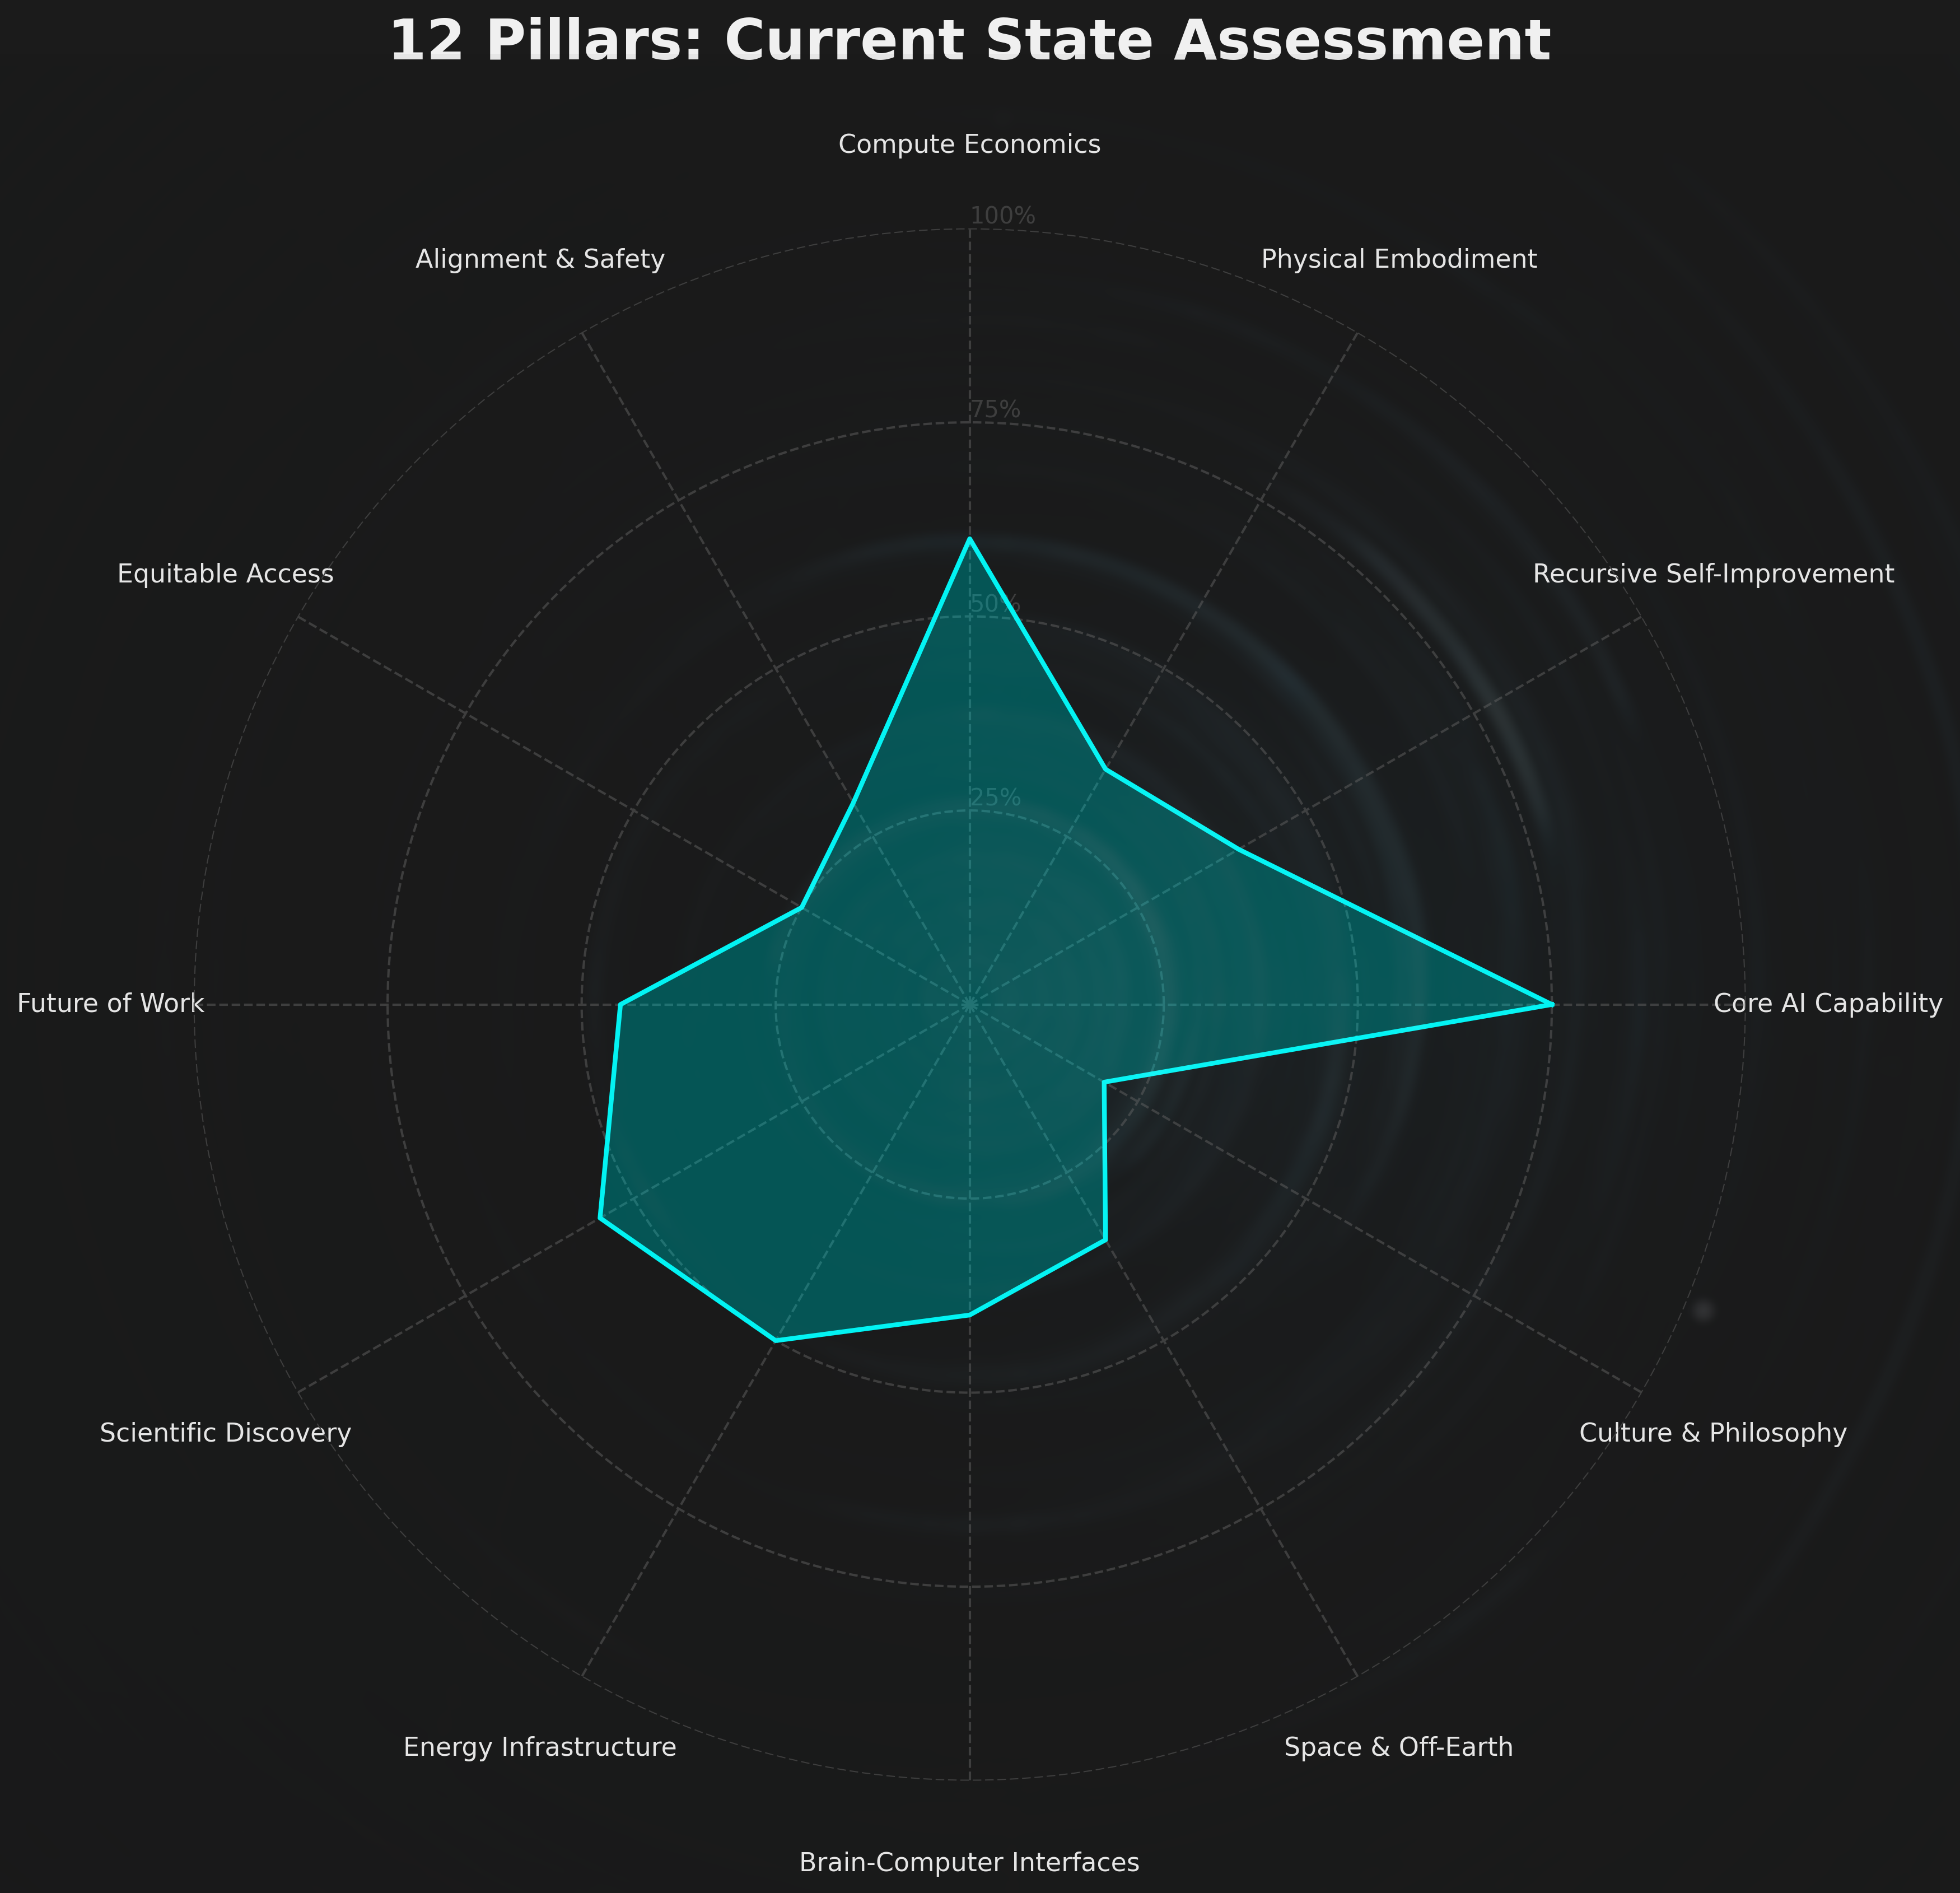 12 Pillars: Current State Assessment
Compute Economics
100%
Alignment & Safety
Physical Embodiment
75%
Equitable Access
Recursive Self-Improvement
50%
25%
Future of Work
Core AI Capability
Scientific Discovery
Culture & Philosophy
Energy Infrastructure
Space & Off-Earth
Brain-Computer Interfaces